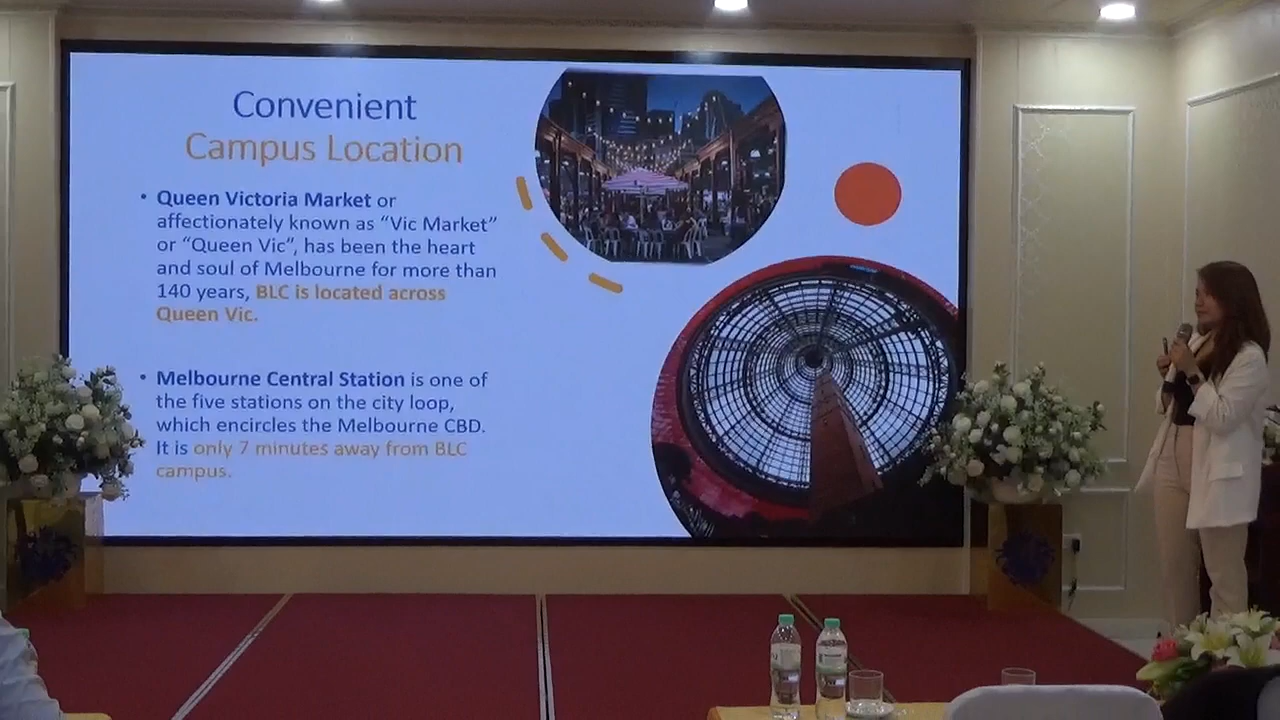 Convenient
Campus Location
• Queen Victoria Market or
affectionately known as “Vic Market”
or “Queen Vic”, has been the heart
and soul of Melbourne for more than
140 years, BLC is located across
Queen Vic.
• Melbourne Central Station is one of
the five stations on the city loop,
which encircles the Melbourne CBD.
It is only 7 minutes away from BLC
campus.